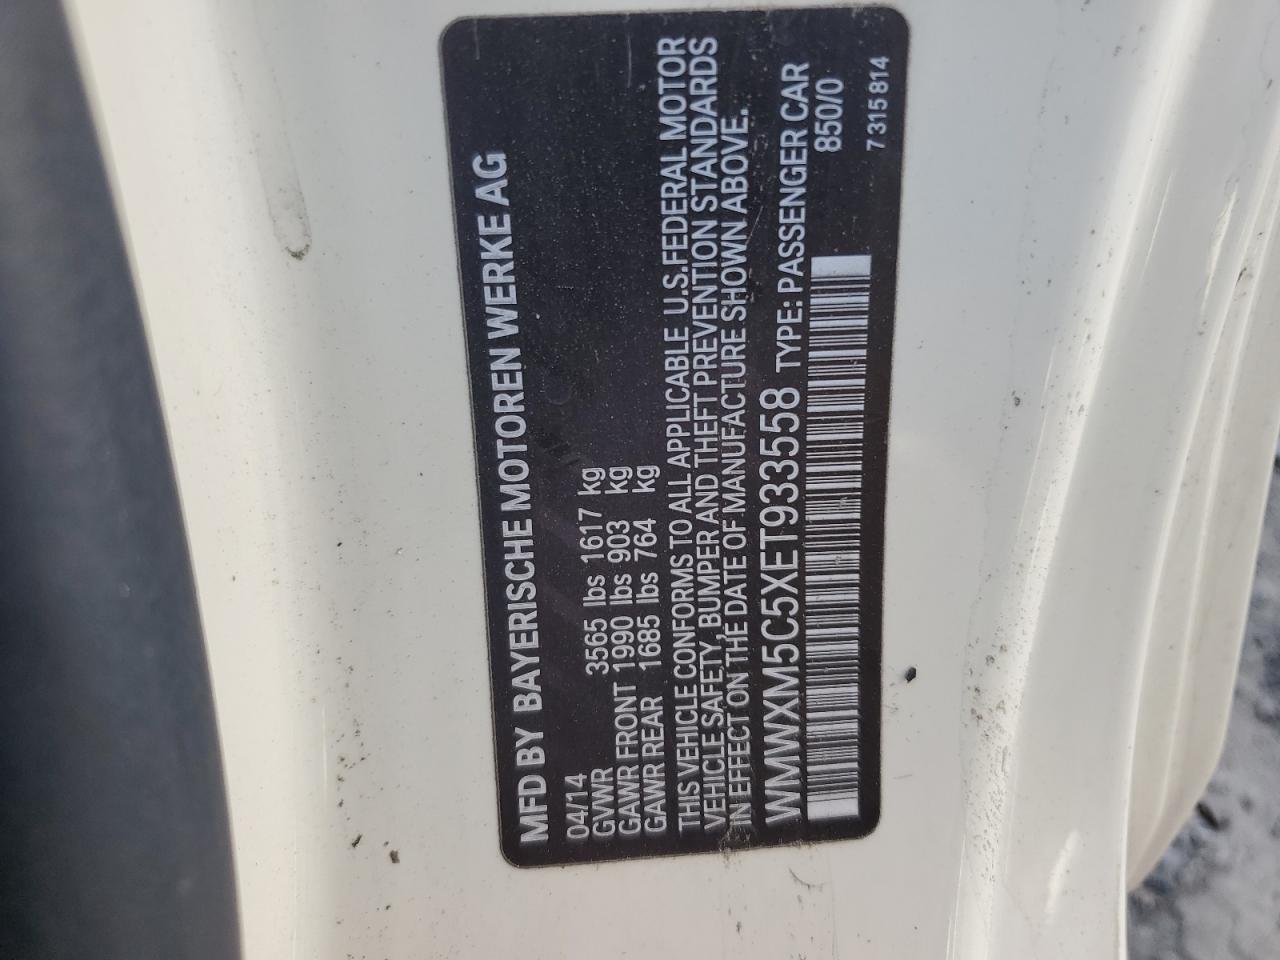 MFD BY BAYERISCHE MOTOREN WERKE AG
04/14
GVWR 3565 lbs 1617 kg
GAWR FRONT 1990 lbs 903 kg
GAWR REAR 1685 lbs 764 kg
THIS VEHICLE CONFORMS TO ALL APPLICABLE U.S.FEDERAL MOTOR
VEHICLE SAFETY, BUMPER AND THEFT PREVENTION STANDARDS
IN EFFECT ON THE DATE OF MANUFACTURE SHOWN ABOVE.
WMWXM5C5XET933558 TYPE: PASSENGER CAR
850/0
7 315 814